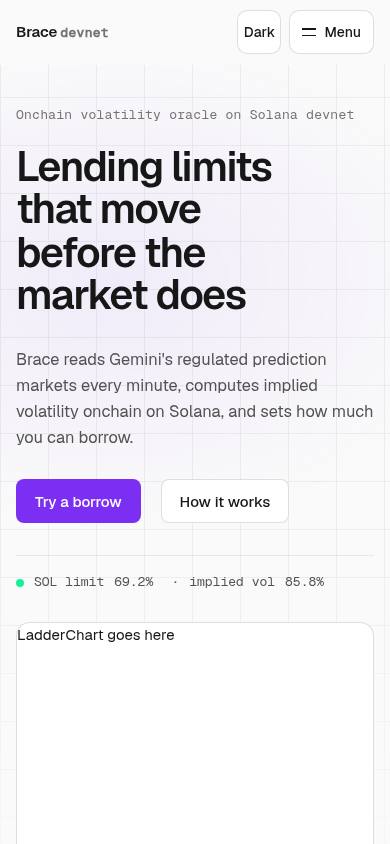 Brace devnet
Dark
Menu
Onchain volatility oracle on Solana devnet
Lending limits
that move
before the
market does
Brace reads Gemini's regulated prediction
markets every minute, computes implied
volatility onchain on Solana, and sets how much
you can borrow.
Try a borrow
How it works
SOL limit 69.2% · implied vol 85.8%
LadderChart goes here